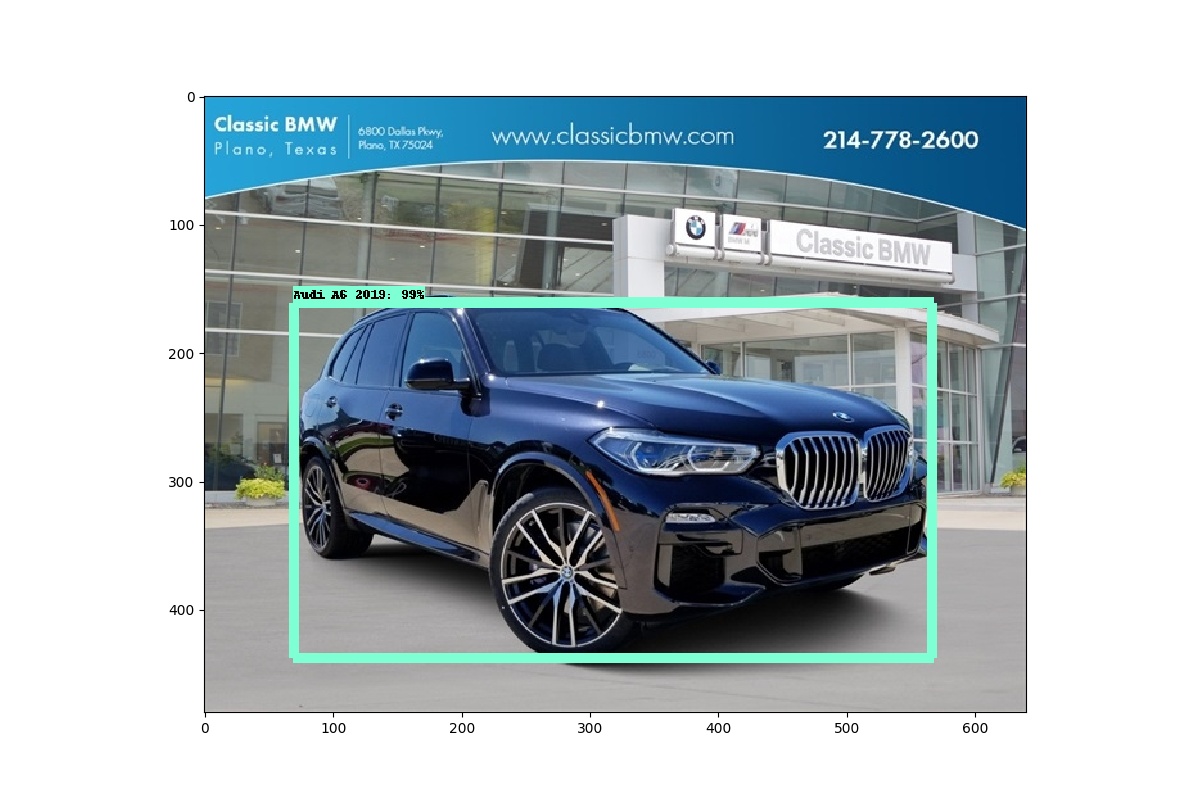 Classic BMW
Plano, Texas
6800 Dallas Pkwy,
Plano, TX 75024
www.classicbmw.com
214-778-2600
Classic BMW
Audi A6 2019: 99%
0
100
200
300
400
0 100 200 300 400 500 600